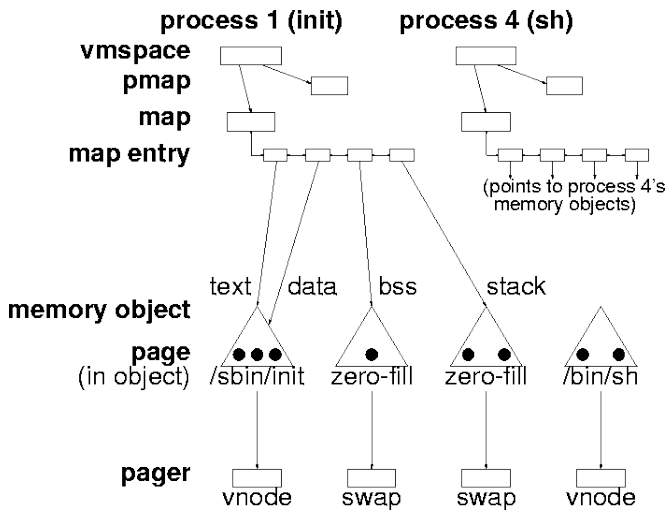 process 1 (init) process 4 (sh)
vmspace
pmap
map
map entry
(points to process 4's
memory objects)
text data bss stack
memory object
page
(in object) /sbin/init zero-fill zero-fill /bin/sh
pager
vnode swap swap vnode